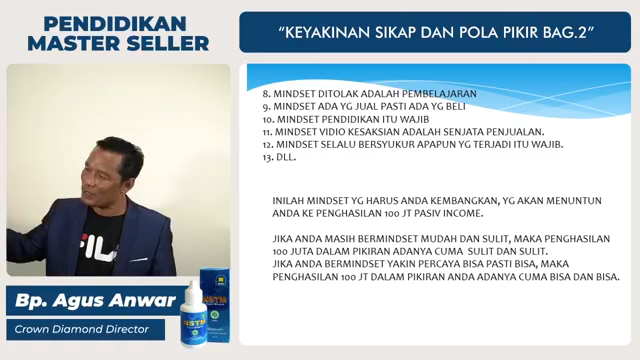 PENDIDIKAN
MASTER SELLER
“KEYAKINAN SIKAP DAN POLA PIKIR BAG.2”
8. MINDSET DITOLAK ADALAH PEMBELAJARAN
9. MINDSET ADA YG JUAL PASTI ADA YG BELI
10. MINDSET PENDIDIKAN ITU WAJIB
11. MINDSET VIDIO KESAKSIAN ADALAH SENJATA PENJUALAN.
12. MINDSET SELALU BERSYUKUR APAPUN YG TERJADI ITU WAJIB.
13. DLL.
INILAH MINDSET YG HARUS ANDA KEMBANGKAN, YG AKAN MENUNTUN
ANDA KE PENGHASILAN 100 JT PASIV INCOME.
JIKA ANDA MASIH BERMINDSET MUDAH DAN SULIT, MAKA PENGHASILAN
100 JUTA DALAM PIKIRAN ADANYA CUMA SULIT DAN SULIT.
JIKA ANDA BERMINDSET YAKIN PERCAYA BISA PASTI BISA, MAKA
PENGHASILAN 100 JT DALAM PIKIRAN ANDA ADANYA CUMA BISA DAN BISA.
FILA
Bp. Agus Anwar
Crown Diamond Director
NSTM
NSTM